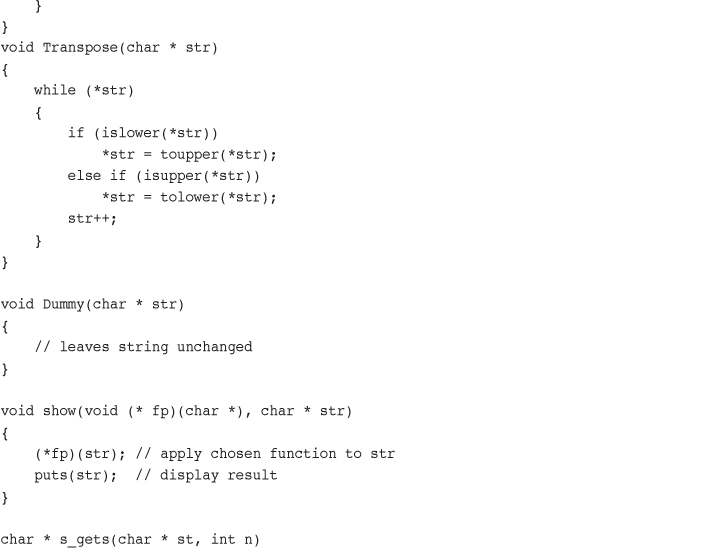 }
}
void Transpose(char * str)
{
    while (*str)
    {
        if (islower(*str))
            *str = toupper(*str);
        else if (isupper(*str))
            *str = tolower(*str);
        str++;
    }
}

void Dummy(char * str)
{
    // leaves string unchanged
}

void show(void (* fp)(char *), char * str)
{
    (*fp)(str); // apply chosen function to str
    puts(str);  // display result
}

char * s_gets(char * st, int n)